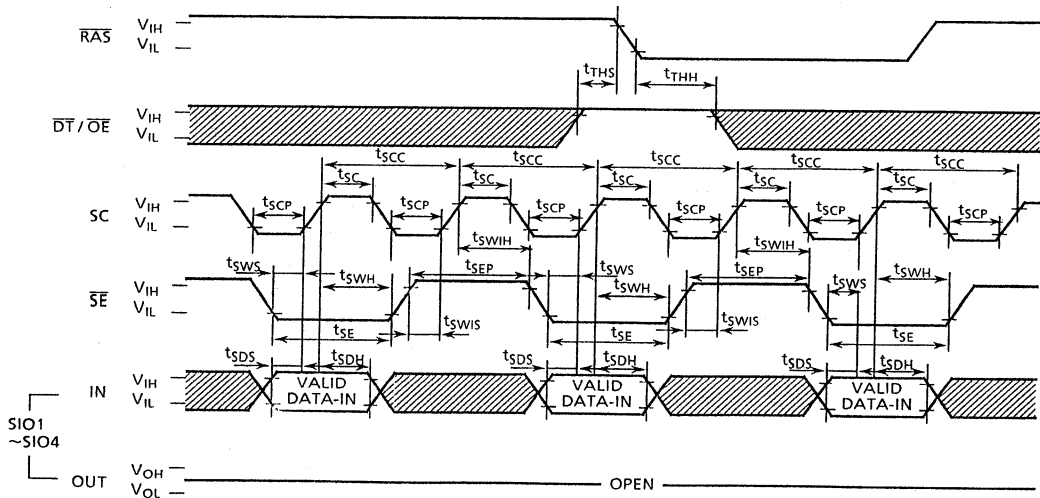 RAS VIH
VIL
tTHS tTHH
DT / OE VIH
VIL
tSCC tSCC tSCC tSCC tSCC
tSC tSC tSC tSC tSC
SC VIH
VIL
tSCP tSCP tSCP tSCP tSCP tSCP
tSWIH tSWIH
tSWS tSWH tSEP tSWS tSWH tSEP tSWS tSWH
SE VIH
VIL
tSE tSWIS tSE tSWIS tSE
tSDS tSDH tSDS tSDH tSDS tSDH
IN VIH
VIL
VALID VALID VALID
DATA-IN DATA-IN DATA-IN
SIO1
~SIO4
OUT VOH
VOL
OPEN